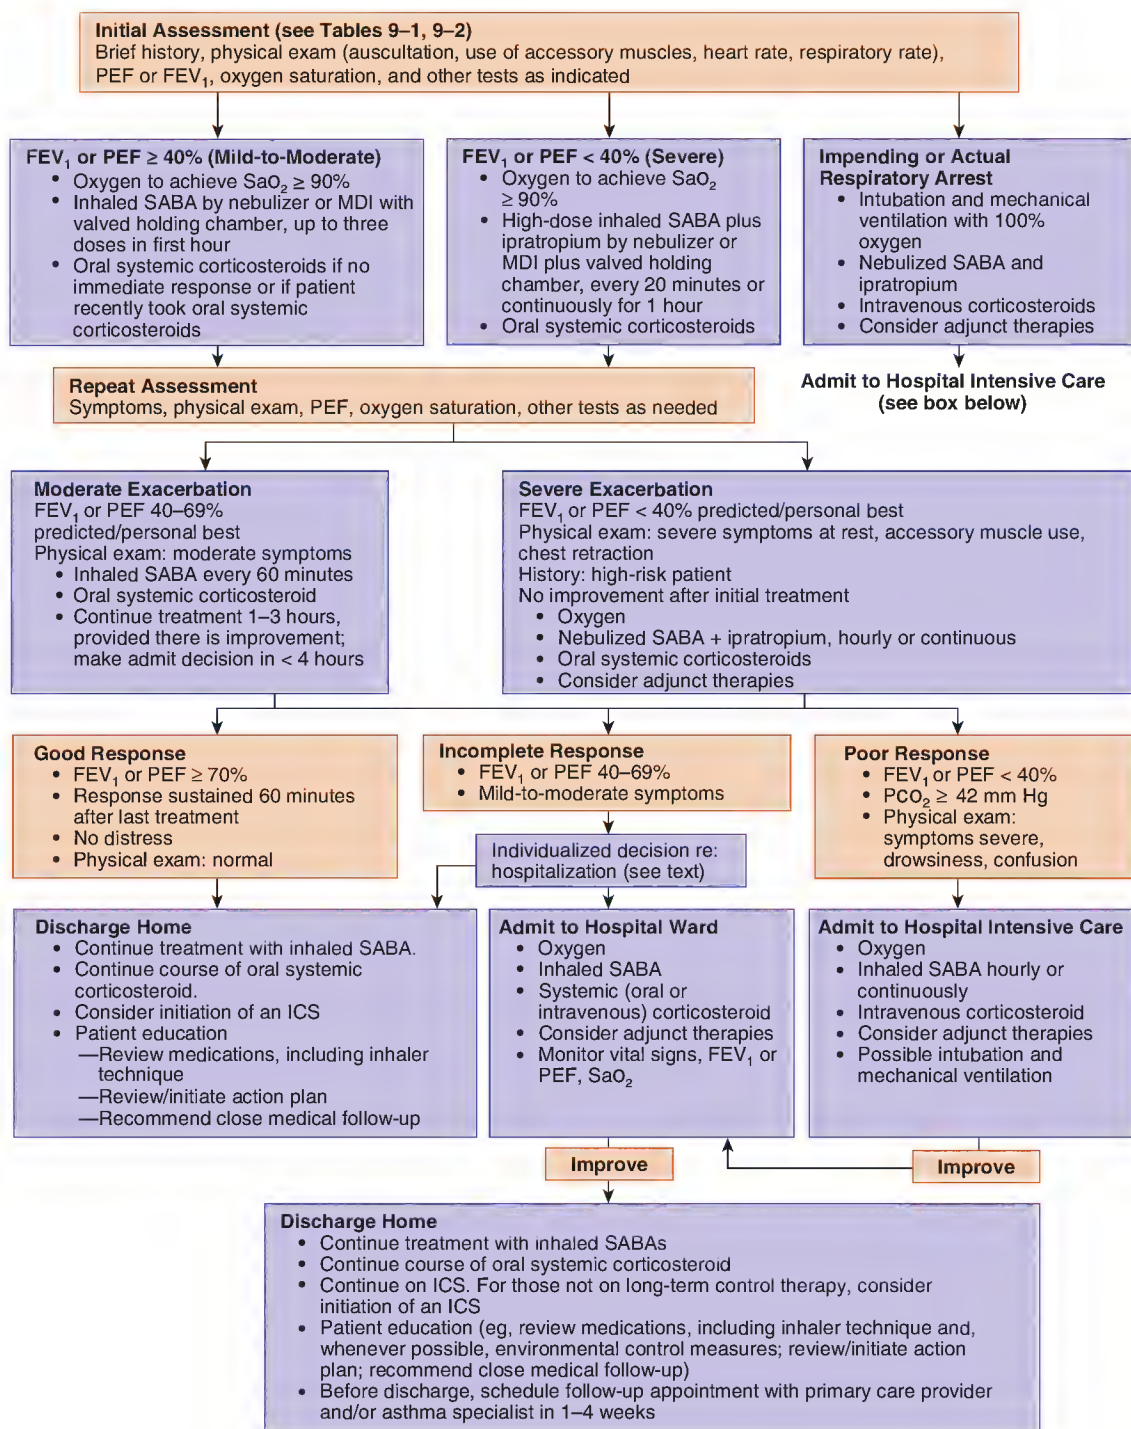 Initial Assessment (see Tables 9–1, 9–2)
Brief history, physical exam (auscultation, use of accessory muscles, heart rate, respiratory rate),
PEF or FEV₁, oxygen saturation, and other tests as indicated
FEV₁ or PEF ≥ 40% (Mild-to-Moderate)
• Oxygen to achieve SaO₂ ≥ 90%
• Inhaled SABA by nebulizer or MDI with
valved holding chamber, up to three
doses in first hour
• Oral systemic corticosteroids if no
immediate response or if patient
recently took oral systemic
corticosteroids
FEV₁ or PEF < 40% (Severe)
• Oxygen to achieve SaO₂
≥ 90%
• High-dose inhaled SABA plus
ipratropium by nebulizer or
MDI plus valved holding
chamber, every 20 minutes or
continuously for 1 hour
• Oral systemic corticosteroids
Impending or Actual
Respiratory Arrest
• Intubation and mechanical
ventilation with 100%
oxygen
• Nebulized SABA and
ipratropium
• Intravenous corticosteroids
• Consider adjunct therapies
Repeat Assessment
Symptoms, physical exam, PEF, oxygen saturation, other tests as needed
Admit to Hospital Intensive Care
(see box below)
Moderate Exacerbation
FEV₁ or PEF 40–69%
predicted/personal best
Physical exam: moderate symptoms
• Inhaled SABA every 60 minutes
• Oral systemic corticosteroid
• Continue treatment 1–3 hours,
provided there is improvement;
make admit decision in < 4 hours
Severe Exacerbation
FEV₁ or PEF < 40% predicted/personal best
Physical exam: severe symptoms at rest, accessory muscle use,
chest retraction
History: high-risk patient
No improvement after initial treatment
• Oxygen
• Nebulized SABA + ipratropium, hourly or continuous
• Oral systemic corticosteroids
• Consider adjunct therapies
Good Response
• FEV₁ or PEF ≥ 70%
• Response sustained 60 minutes
after last treatment
• No distress
• Physical exam: normal
Incomplete Response
• FEV₁ or PEF 40–69%
• Mild-to-moderate symptoms
Poor Response
• FEV₁ or PEF < 40%
• PCO₂ ≥ 42 mm Hg
• Physical exam:
symptoms severe,
drowsiness, confusion
Individualized decision re:
hospitalization (see text)
Discharge Home
• Continue treatment with inhaled SABA.
• Continue course of oral systemic
corticosteroid.
• Consider initiation of an ICS
• Patient education
—Review medications, including inhaler
technique
—Review/initiate action plan
—Recommend close medical follow-up
Admit to Hospital Ward
• Oxygen
• Inhaled SABA
• Systemic (oral or
intravenous) corticosteroid
• Consider adjunct therapies
• Monitor vital signs, FEV₁ or
PEF, SaO₂
Admit to Hospital Intensive Care
• Oxygen
• Inhaled SABA hourly or
continuously
• Intravenous corticosteroid
• Consider adjunct therapies
• Possible intubation and
mechanical ventilation
Improve
Improve
Discharge Home
• Continue treatment with inhaled SABAs
• Continue course of oral systemic corticosteroid
• Continue on ICS. For those not on long-term control therapy, consider
initiation of an ICS
• Patient education (eg, review medications, including inhaler technique and,
whenever possible, environmental control measures; review/initiate action
plan; recommend close medical follow-up)
• Before discharge, schedule follow-up appointment with primary care provider
and/or asthma specialist in 1–4 weeks